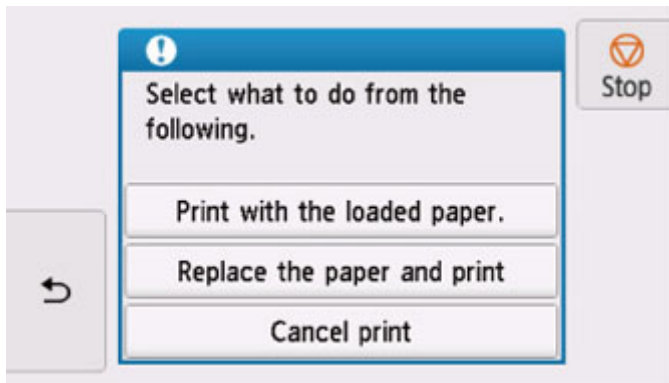 Select what to do from the
following.
Stop
Print with the loaded paper.
Replace the paper and print
Cancel print